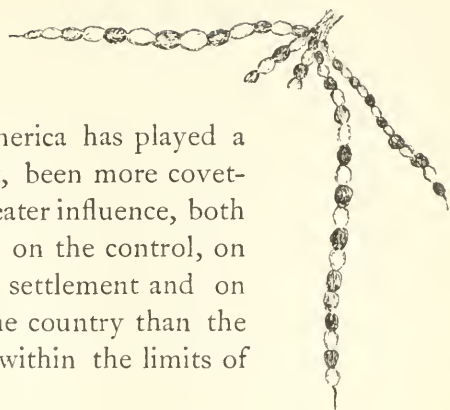 nerica has played a
, been more covet-
eater influence, both
on the control, on
settlement and on
ne country than the
within the limits of